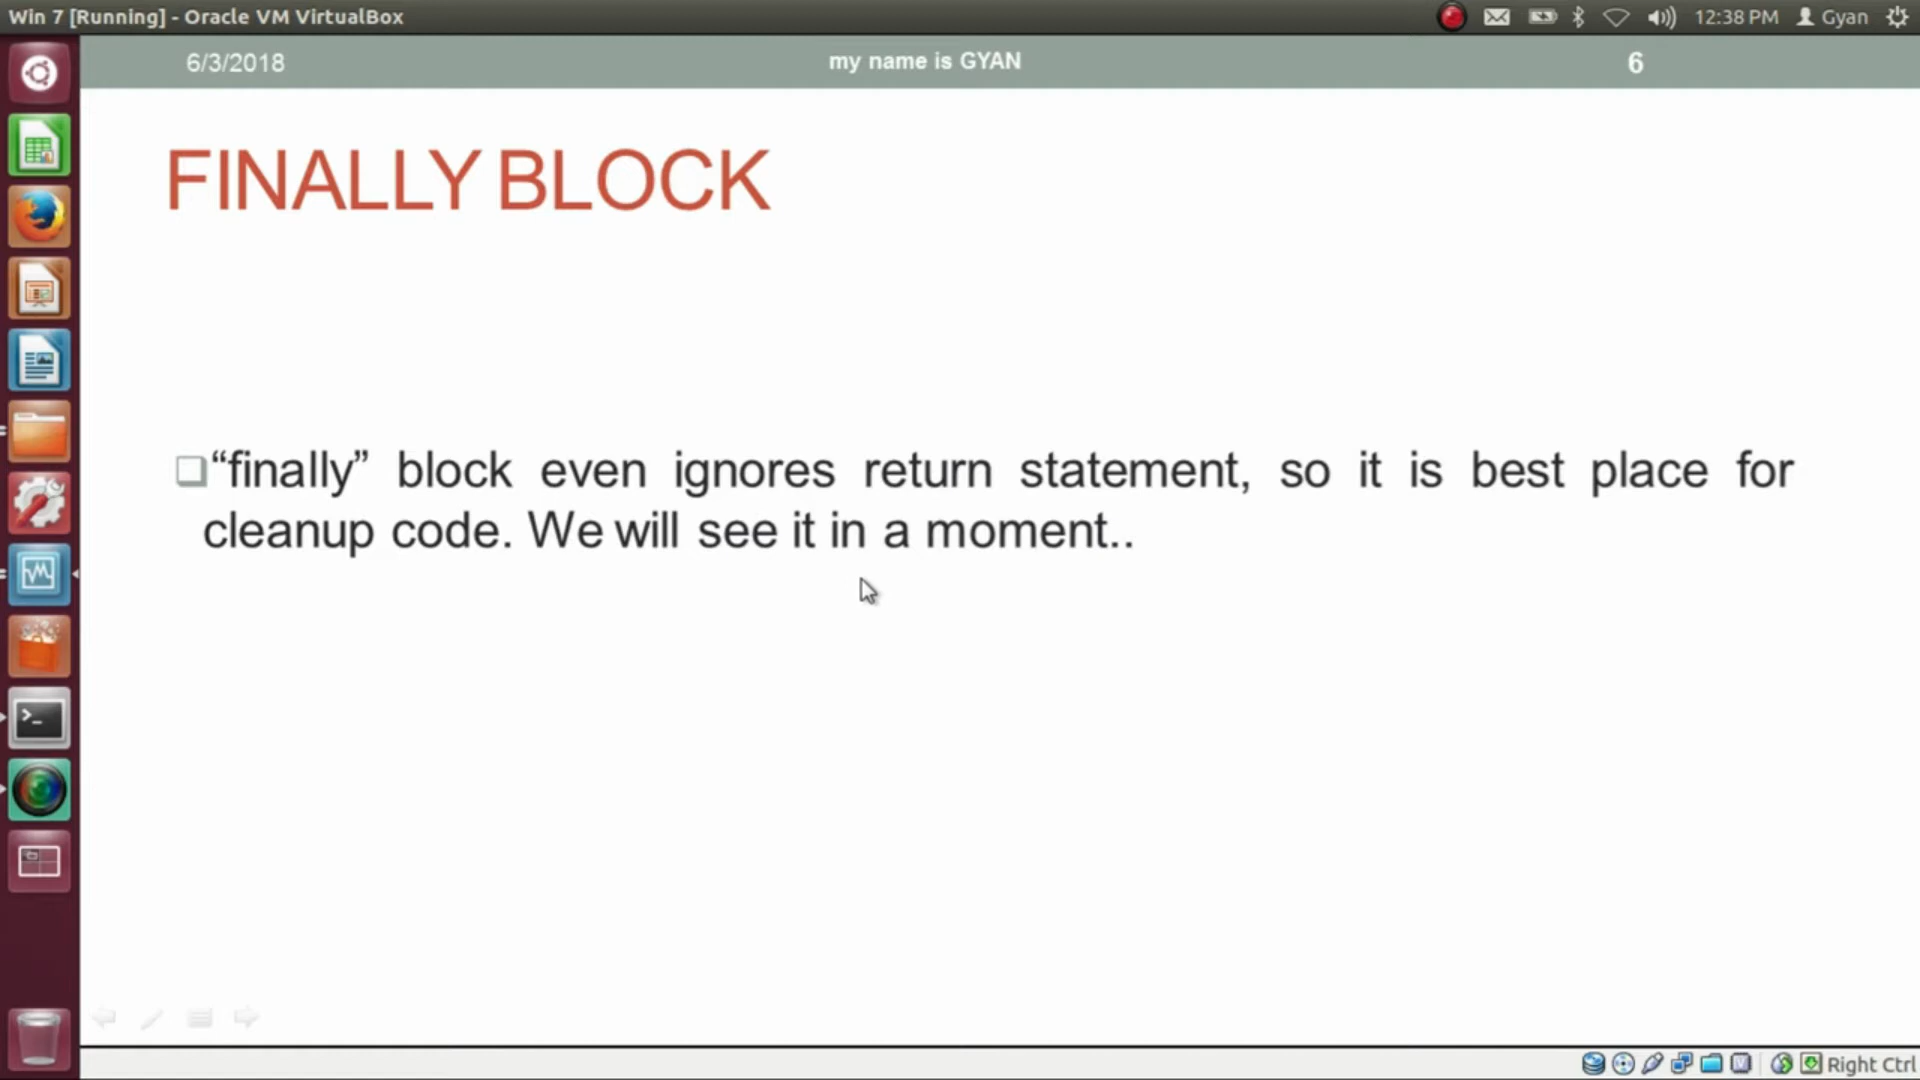 Win 7 [Running] - Oracle VM VirtualBox
12:38 PM Gyan
6/3/2018 my name is GYAN 6
FINALLY BLOCK
“finally” block even ignores return statement, so it is best place for
cleanup code. We will see it in a moment..
Right Ctrl